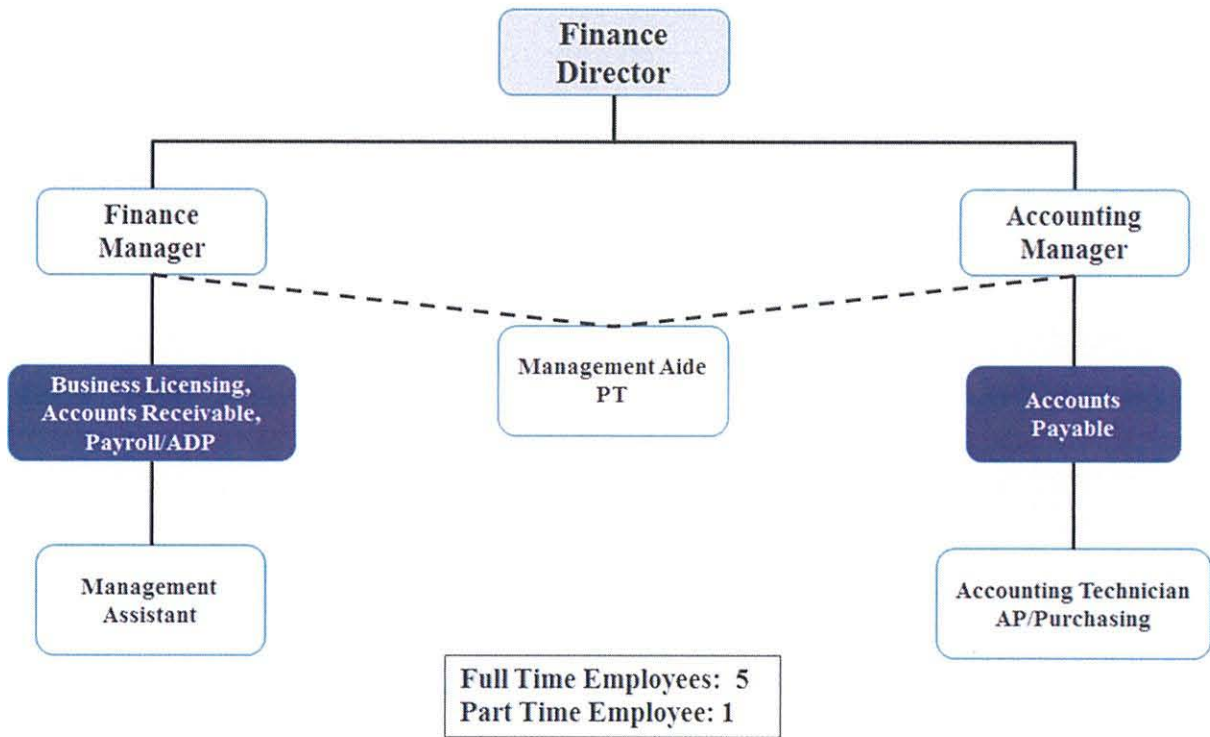 Finance
Director
Finance
Manager
Accounting
Manager
Management Aide
PT
Business Licensing,
Accounts Receivable,
Payroll/ADP
Accounts
Payable
Management
Assistant
Accounting Technician
AP/Purchasing
Full Time Employees: 5
Part Time Employee: 1